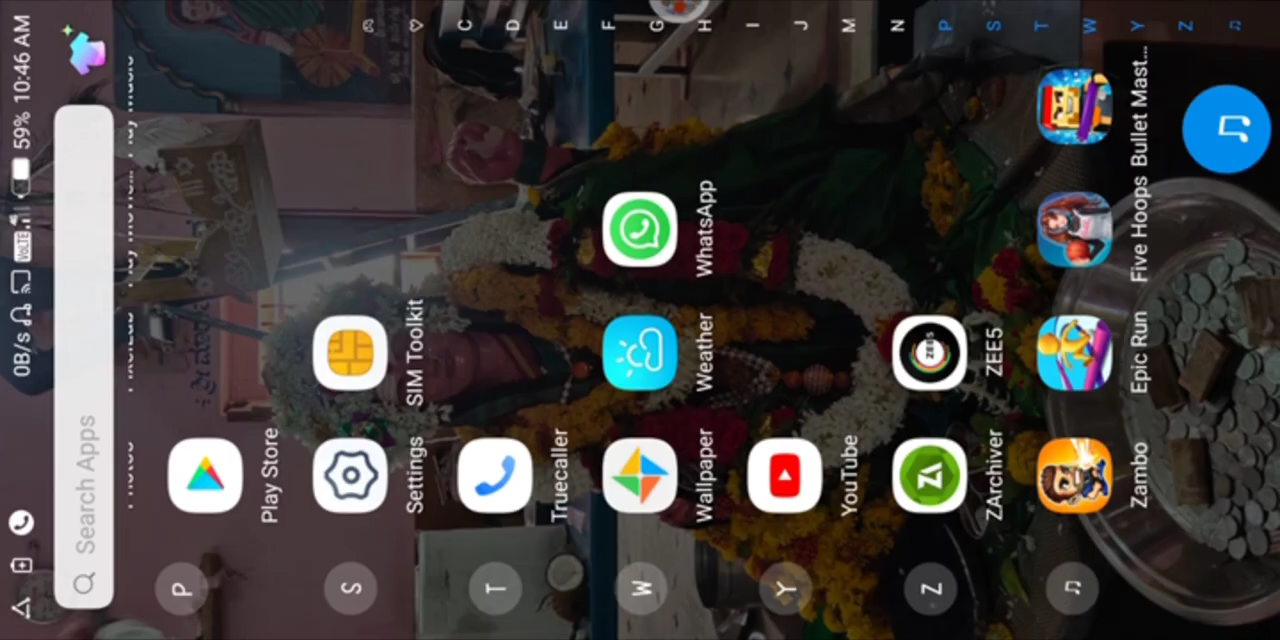 0B/s VOLTE 59% 10:46 AM
Search Apps
P
Play Store
S
Settings
SIM Toolkit
T
Truecaller
W
Wallpaper
Weather
WhatsApp
Y
YouTube
Z
ZArchiver
ZEE5
Zambo
Epic Run
Five Hoops
Bullet Mast...
C
D
E
F
G
H
I
J
M
N
P
S
T
W
Y
Z